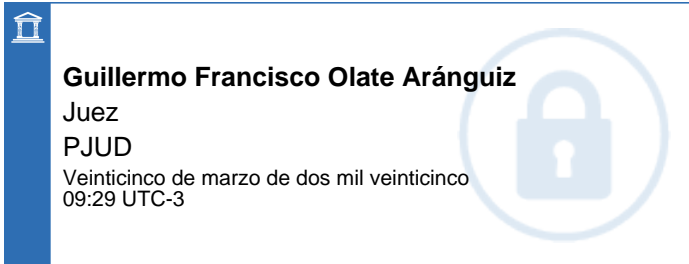 Guillermo Francisco Olate Aránguiz
Juez
PJUD
Veinticinco de marzo de dos mil veinticinco
09:29 UTC-3